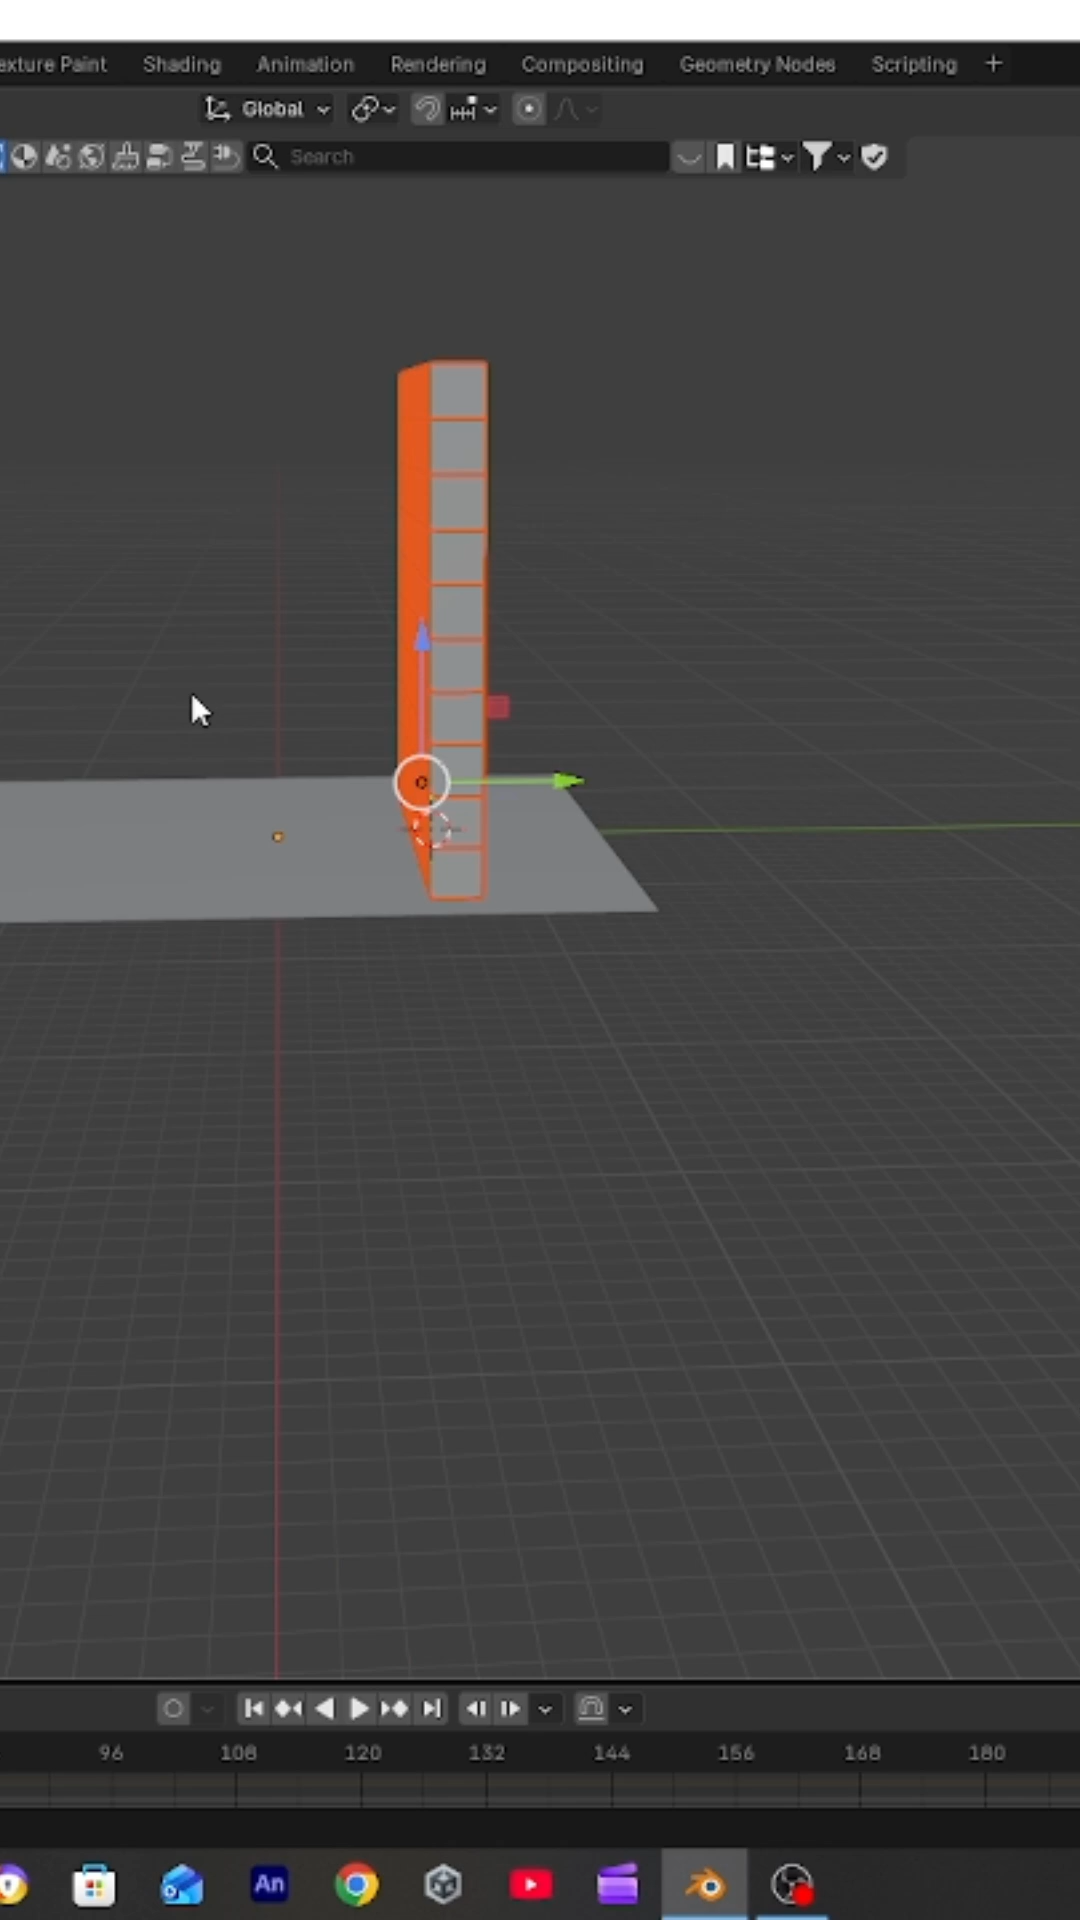 exture Paint Shading Animation Rendering Compositing Geometry Nodes Scripting +
Global
Search
96 108 120 132 144 156 168 180
An